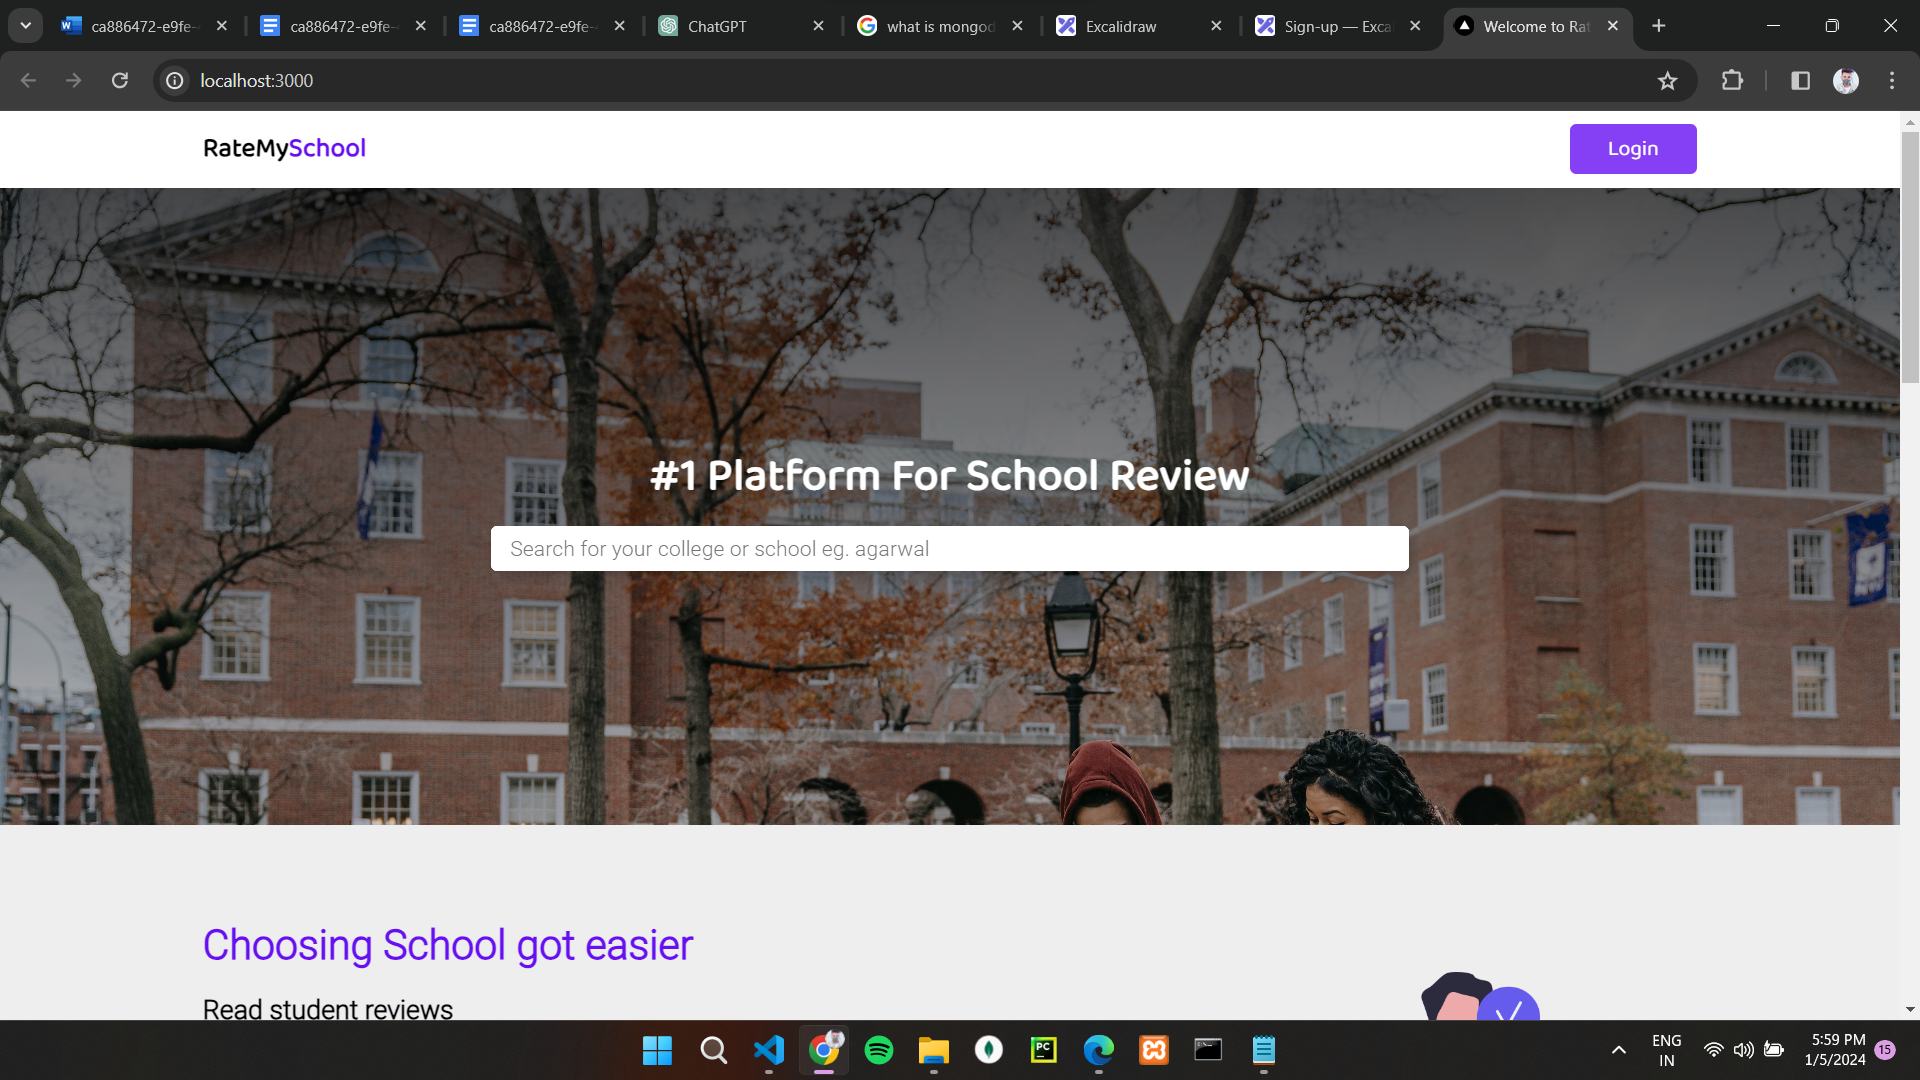 ca886472-e9fe-
ca886472-e9fe-
ca886472-e9fe-
ChatGPT
what is mongod
Excalidraw
Sign-up — Exca
Welcome to Rat
localhost:3000
RateMySchool
Login
#1 Platform For School Review
Search for your college or school eg. agarwal
Choosing School got easier
Read student reviews
PC
ENG
IN
5:59 PM
1/5/2024
15